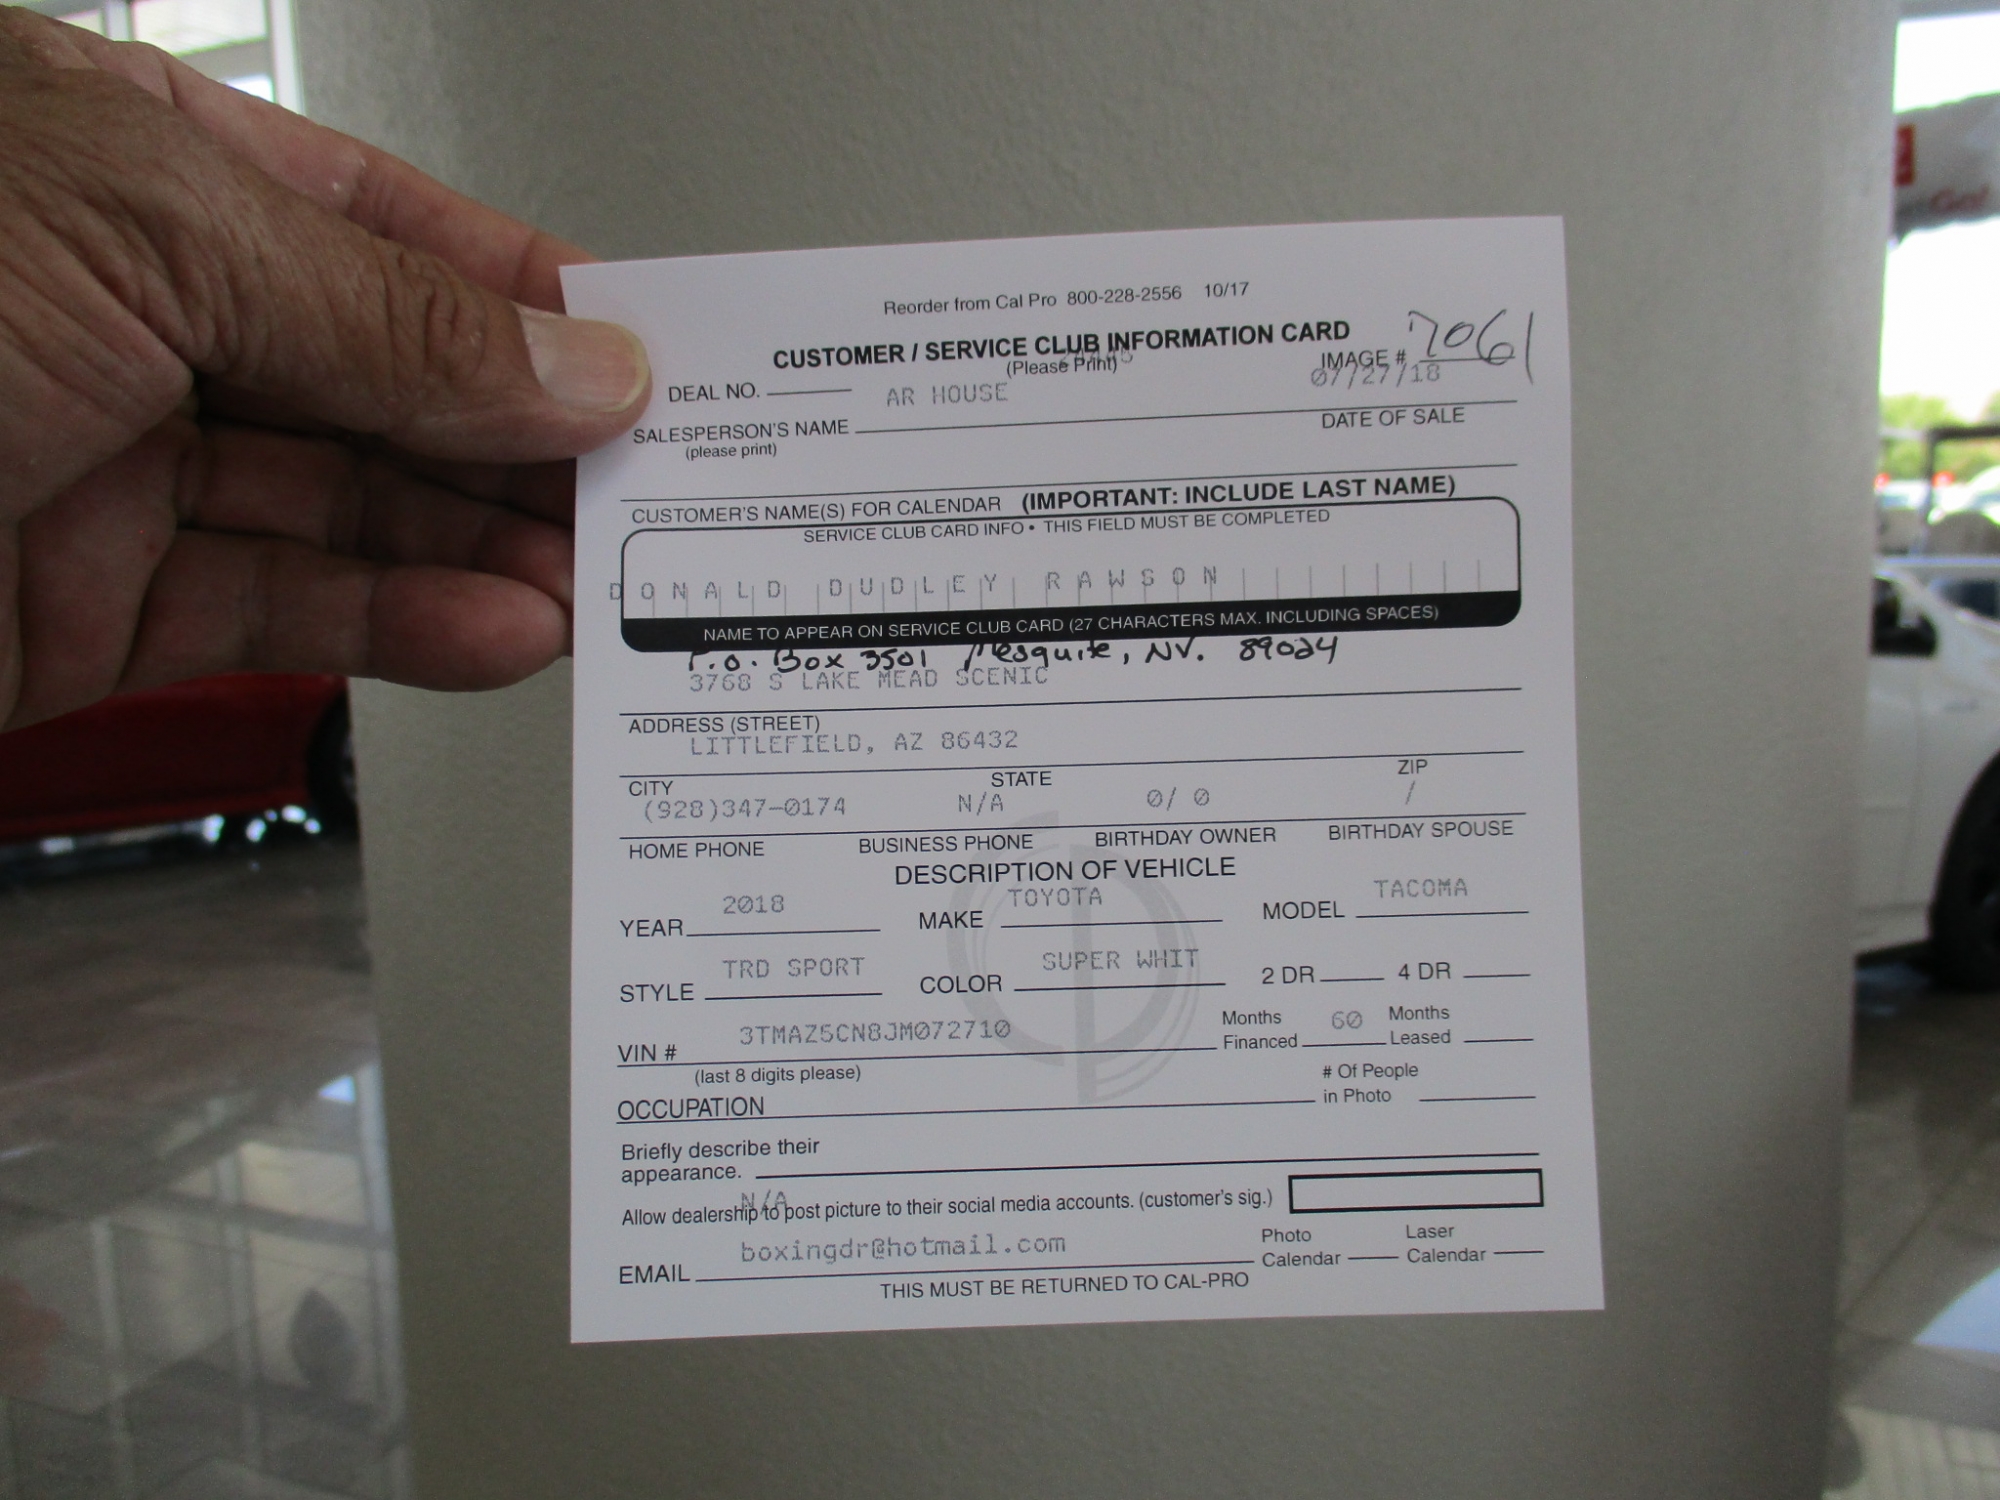 Reorder from Cal Pro 800-228-2556 10/17
CUSTOMER / SERVICE CLUB INFORMATION CARD
(Please Print)
IMAGE # 7061
DEAL NO.
AR HOUSE
07/27/18
SALESPERSON'S NAME
DATE OF SALE
(please print)
CUSTOMER'S NAME(S) FOR CALENDAR (IMPORTANT: INCLUDE LAST NAME)
SERVICE CLUB CARD INFO • THIS FIELD MUST BE COMPLETED
DONALD DUDLEY RAWSON
NAME TO APPEAR ON SERVICE CLUB CARD (27 CHARACTERS MAX. INCLUDING SPACES)
P.O. Box 3501 Mesquite, NV. 89024
3768 S LAKE MEAD SCENIC
ADDRESS (STREET)
LITTLEFIELD, AZ 86432
CITY STATE ZIP
(928)347-0174 N/A 0/ 0 /
HOME PHONE BUSINESS PHONE BIRTHDAY OWNER BIRTHDAY SPOUSE
DESCRIPTION OF VEHICLE
YEAR 2018 MAKE TOYOTA MODEL TACOMA
STYLE TRD SPORT COLOR SUPER WHIT 2 DR 4 DR
VIN # 3TMAZ5CN8JM072710 Months Financed 60 Months Leased
(last 8 digits please)
# Of People in Photo
OCCUPATION
Briefly describe their
appearance.
N/A
Allow dealership to post picture to their social media accounts. (customer's sig.)
EMAIL boxingdr@hotmail.com Photo Calendar Laser Calendar
THIS MUST BE RETURNED TO CAL-PRO